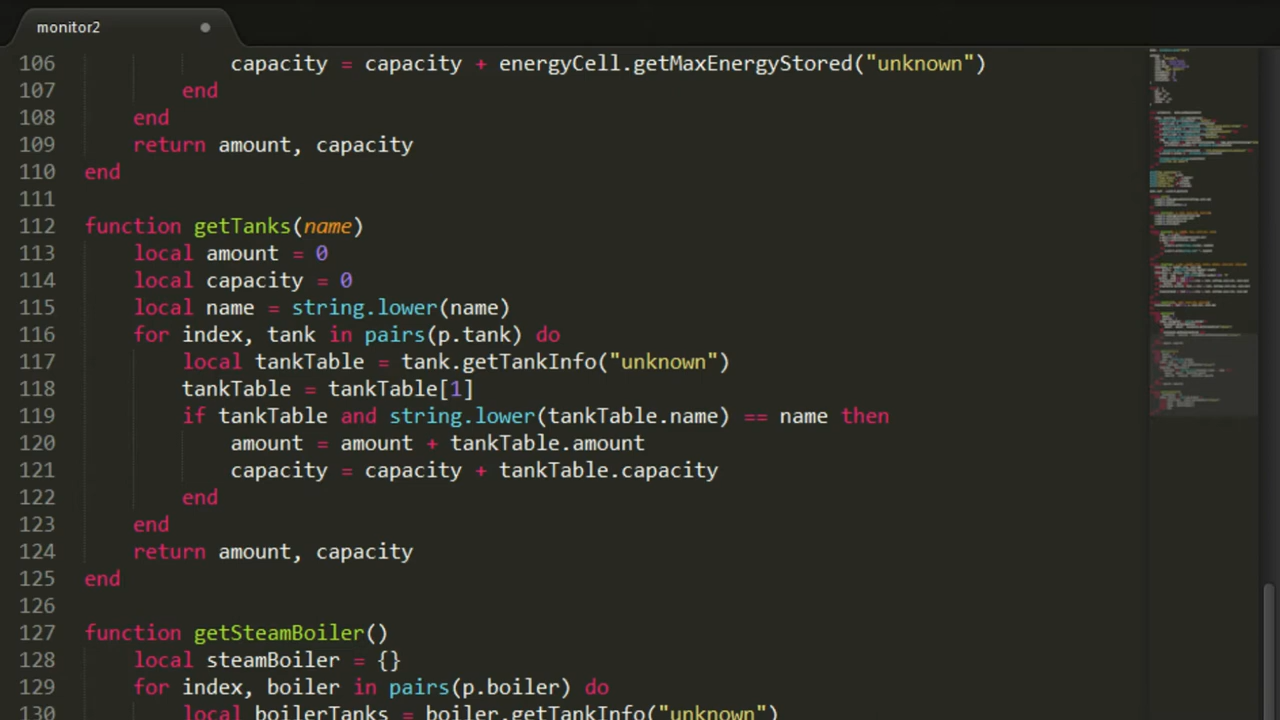 monitor2
106 capacity = capacity + energyCell.getMaxEnergyStored("unknown")
107 end
108 end
109 return amount, capacity
110 end
111
112 function getTanks(name)
113 local amount = 0
114 local capacity = 0
115 local name = string.lower(name)
116 for index, tank in pairs(p.tank) do
117 local tankTable = tank.getTankInfo("unknown")
118 tankTable = tankTable[1]
119 if tankTable and string.lower(tankTable.name) == name then
120 amount = amount + tankTable.amount
121 capacity = capacity + tankTable.capacity
122 end
123 end
124 return amount, capacity
125 end
126
127 function getSteamBoiler()
128 local steamBoiler = {}
129 for index, boiler in pairs(p.boiler) do
130 local boilerTanks = boiler.getTankInfo("unknown")